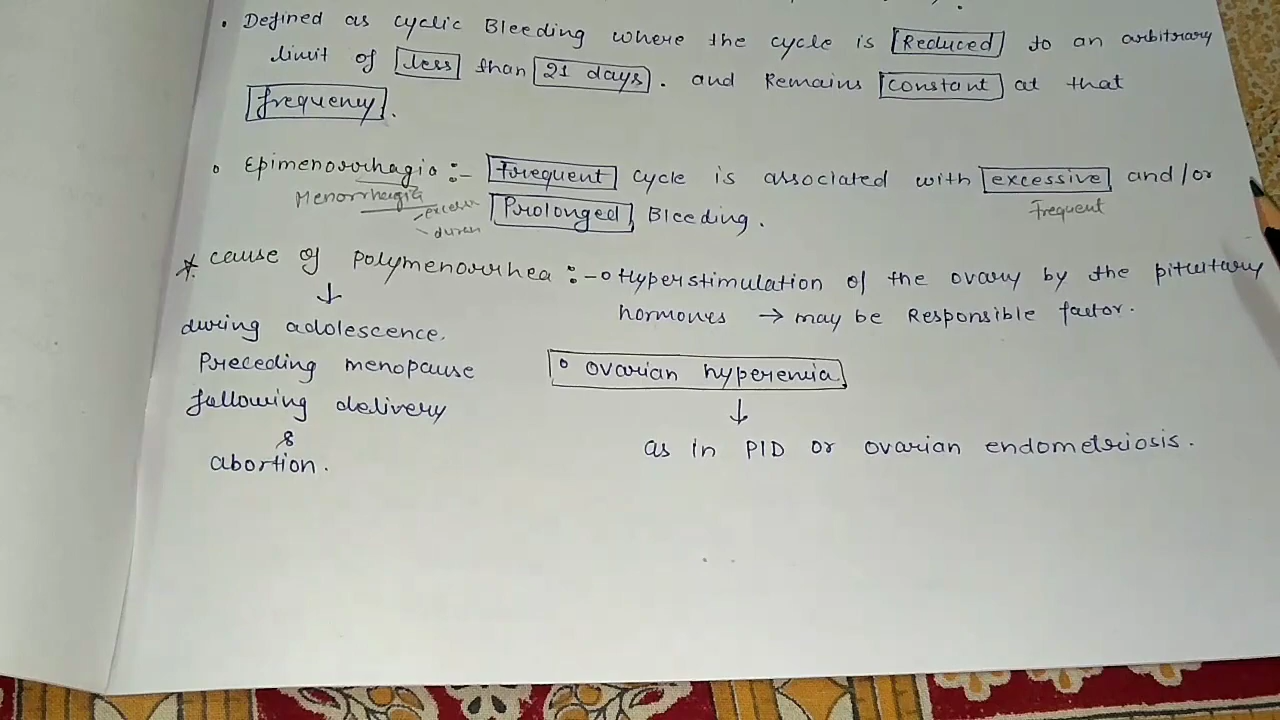 • Defined as cyclic Bleeding where the cycle is Reduced to an arbitrary
limit of less than 21 days. and Remains constant at that
frequency.
• Epimenorrhagia :- Frequent cycle is associated with excessive and/or
Menorrhagia
Frequent
Prolonged Bleeding.
* cause of polymenorrhea :- • Hyperstimulation of the ovary by the pituitary
hormones → may be Responsible factor.
↓
during adolescence.
Preceding menopause
following delivery
&
abortion.
• ovarian hyperemia
↓
as in PID or ovarian endometriosis.